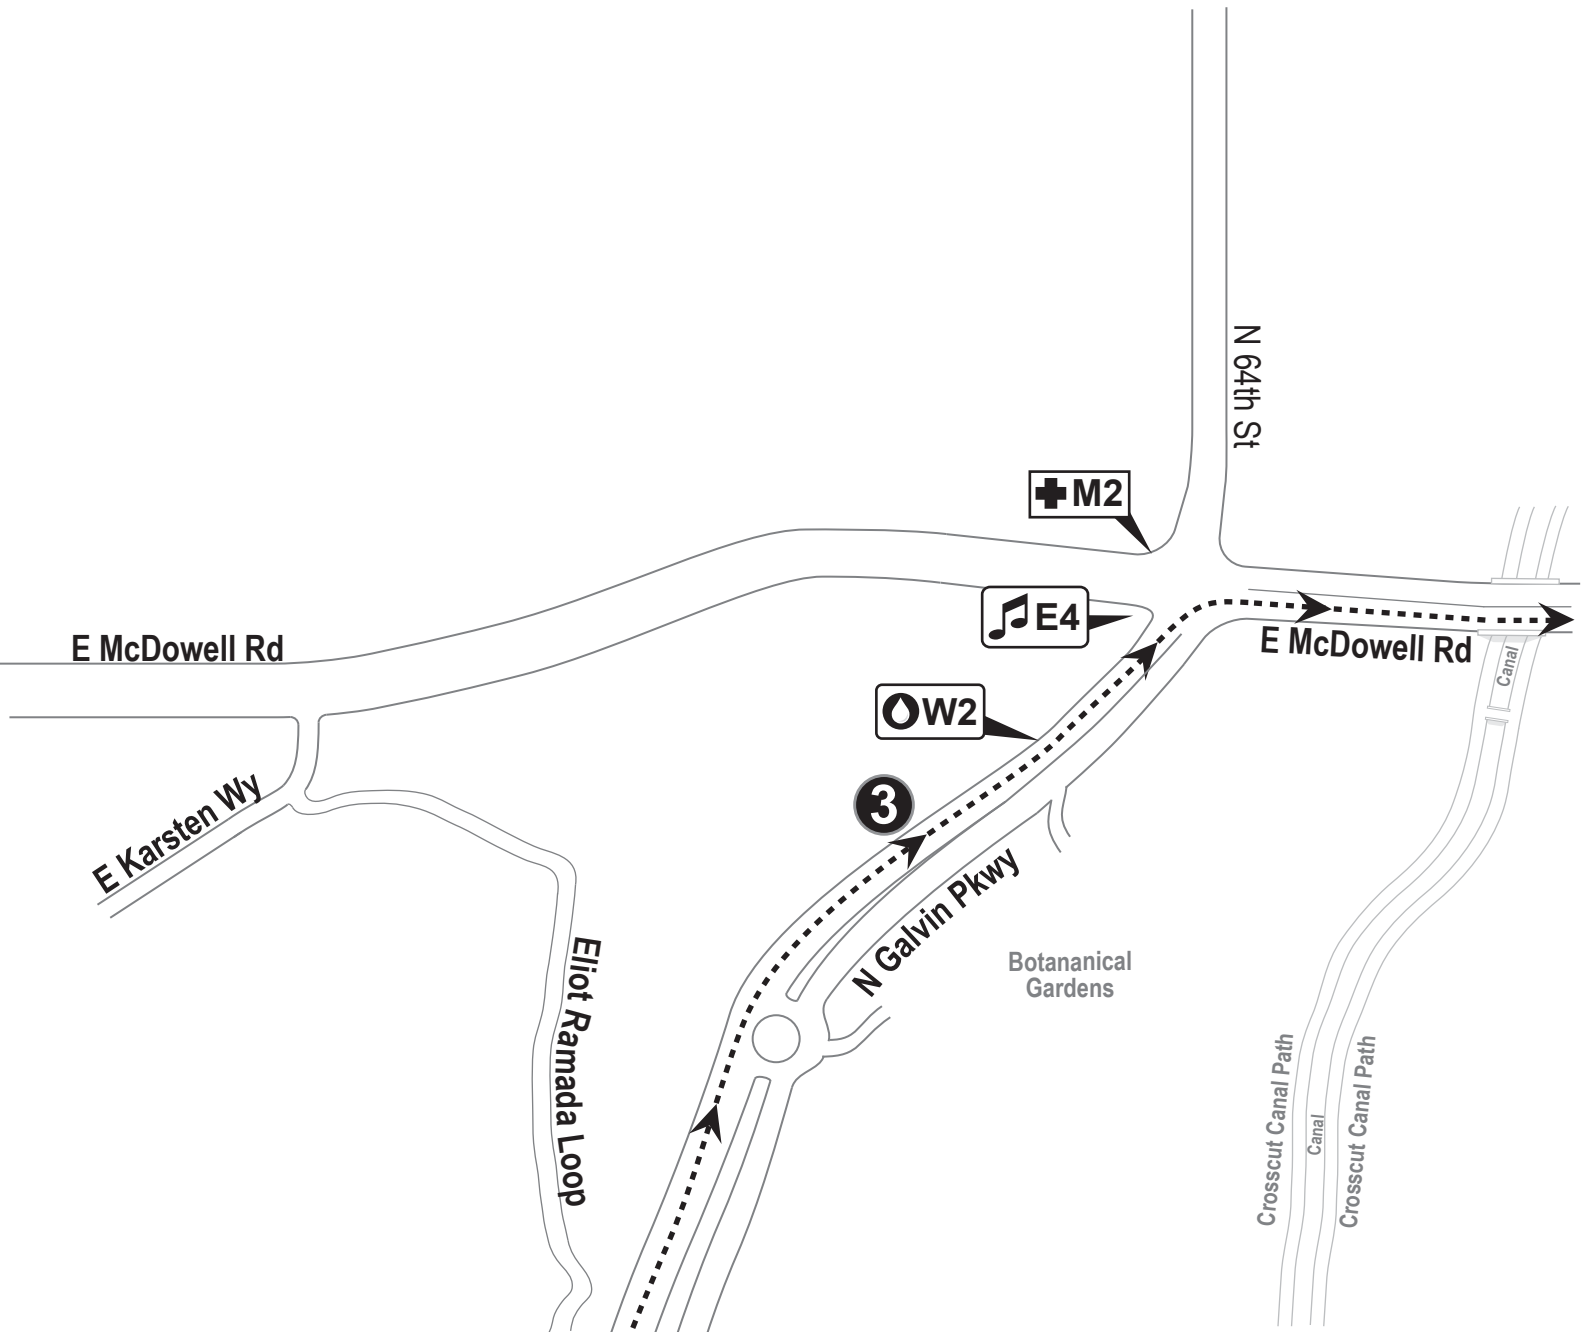 N 64th St
M2
E4
E McDowell Rd
E McDowell Rd
Canal
W2
3
E Karsten Wy
N Galvin Pkwy
Botananical
Gardens
Eliot Ramada Loop
Crosscut Canal Path
Canal
Crosscut Canal Path